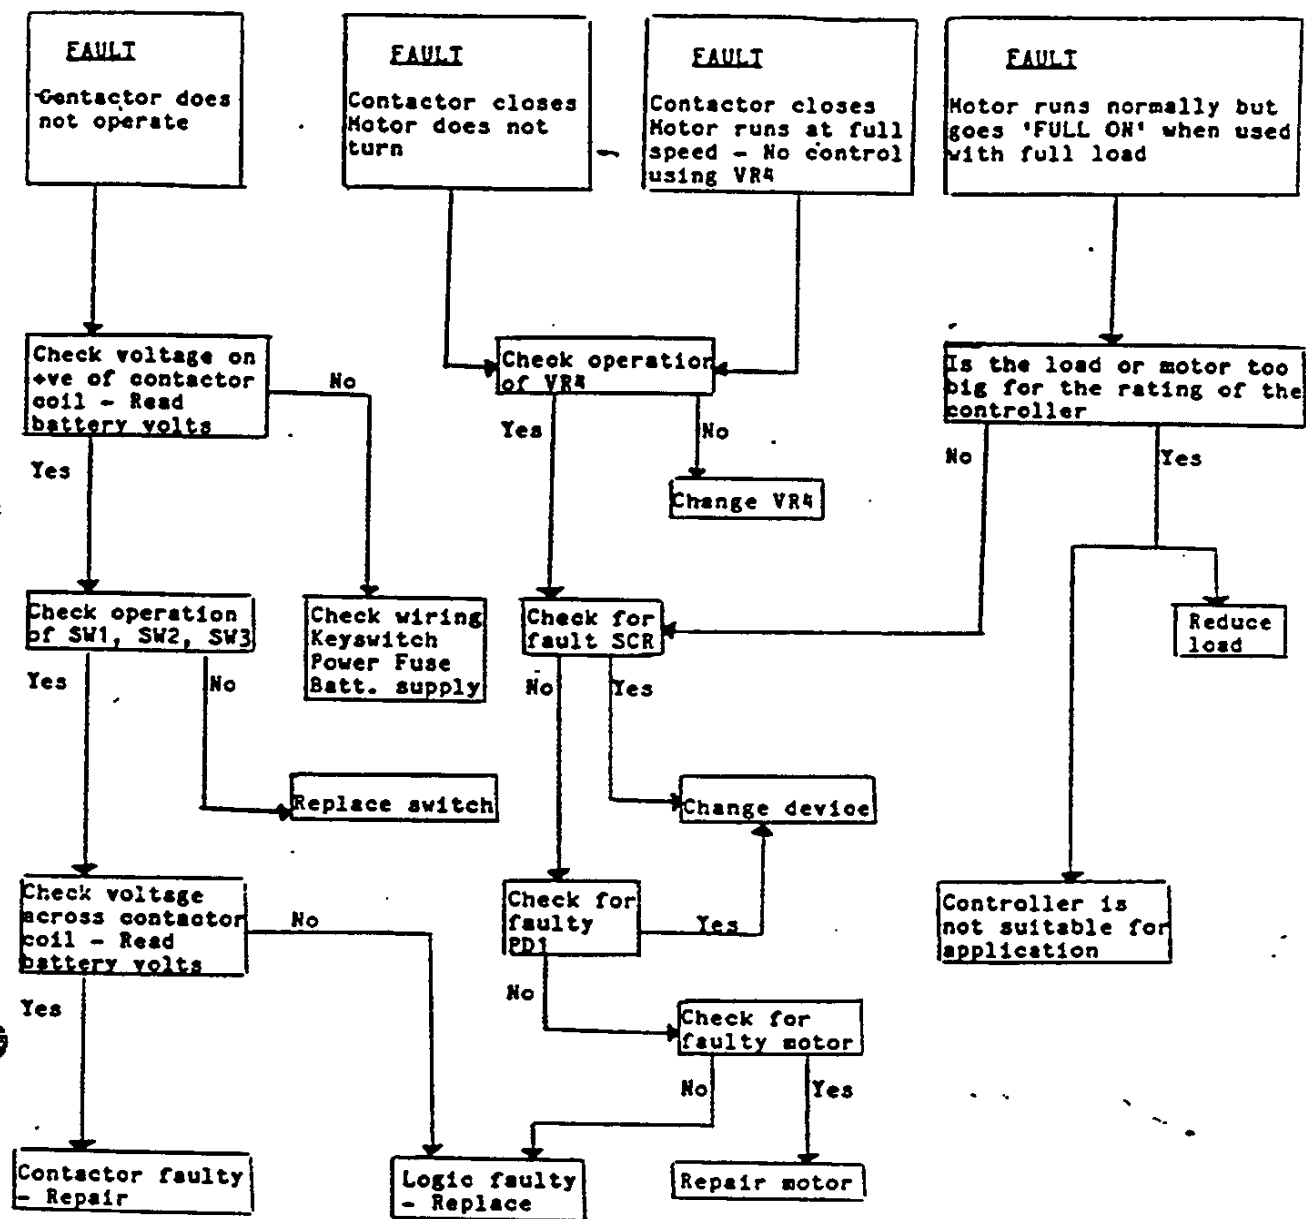 FAULT
Contactor does
not operate
FAULT
Contactor closes
Motor does not
turn
FAULT
Contactor closes
Motor runs at full
speed - No control
using VR4
FAULT
Motor runs normally but
goes 'FULL ON' when used
with full load
Check voltage on
+ve of contactor
coil - Read
battery volts
No
Yes
Check operation
of VR4
Yes
No
Change VR4
Is the load or motor too
big for the rating of the
controller
No
Yes
Check operation
of SW1, SW2, SW3
Yes
No
Check wiring
Keyswitch
Power Fuse
Batt. supply
Check for
fault SCR
No
Yes
Reduce
load
Replace switch
Change device
Check voltage
across contactor
coil - Read
battery volts
No
Yes
Check for
faulty
PD1
Yes
No
Controller is
not suitable for
application
Check for
faulty motor
No
Yes
Contactor faulty
- Repair
Logic faulty
- Replace
Repair motor